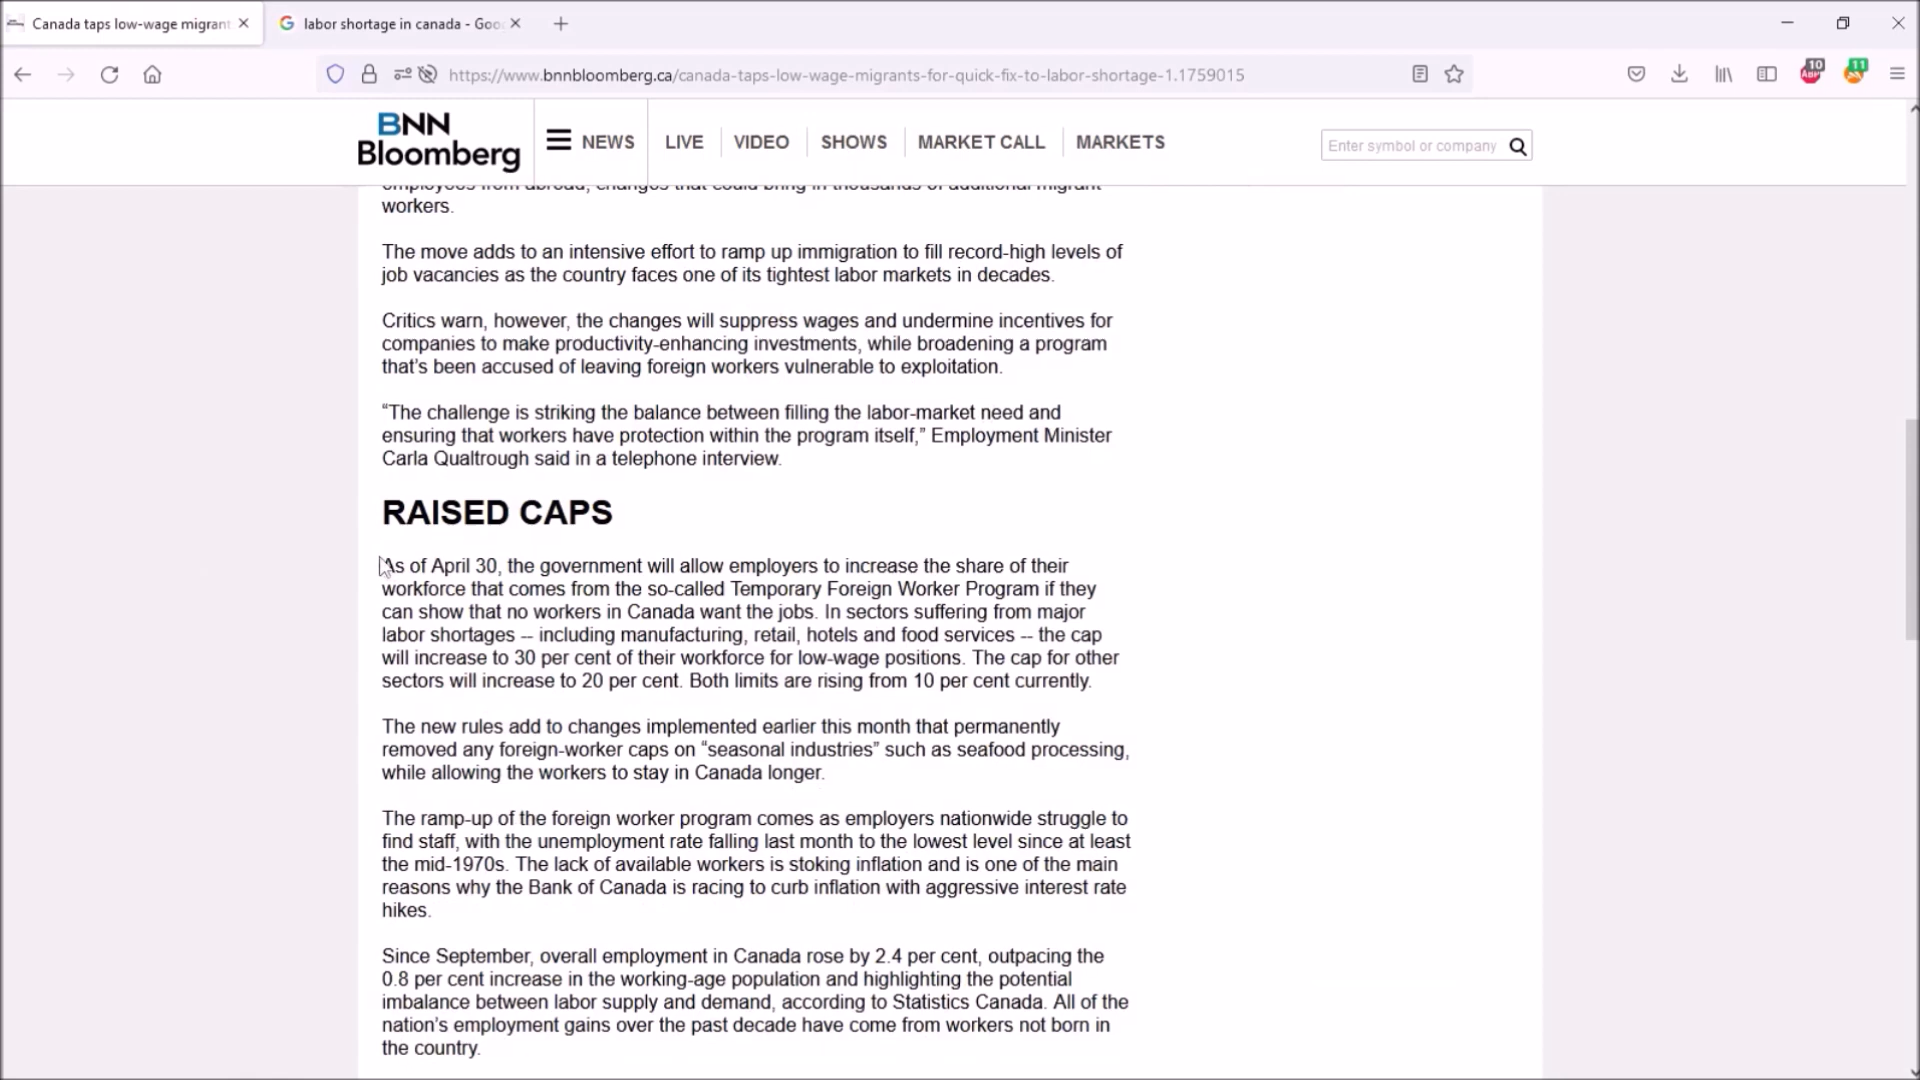 Canada taps low-wage migran
labor shortage in canada - Goo
https://www.bnnbloomberg.ca/canada-taps-low-wage-migrants-for-quick-fix-to-labor-shortage-1.1759015
10
ABP
11
BNN
Bloomberg
NEWS
LIVE
VIDEO
SHOWS
MARKET CALL
MARKETS
Enter symbol or company
employees from abroad, changes that could bring in thousands of additional migrant
workers.
The move adds to an intensive effort to ramp up immigration to fill record-high levels of
job vacancies as the country faces one of its tightest labor markets in decades.
Critics warn, however, the changes will suppress wages and undermine incentives for
companies to make productivity-enhancing investments, while broadening a program
that’s been accused of leaving foreign workers vulnerable to exploitation.
“The challenge is striking the balance between filling the labor-market need and
ensuring that workers have protection within the program itself,” Employment Minister
Carla Qualtrough said in a telephone interview.
RAISED CAPS
As of April 30, the government will allow employers to increase the share of their
workforce that comes from the so-called Temporary Foreign Worker Program if they
can show that no workers in Canada want the jobs. In sectors suffering from major
labor shortages -- including manufacturing, retail, hotels and food services -- the cap
will increase to 30 per cent of their workforce for low-wage positions. The cap for other
sectors will increase to 20 per cent. Both limits are rising from 10 per cent currently.
The new rules add to changes implemented earlier this month that permanently
removed any foreign-worker caps on “seasonal industries” such as seafood processing,
while allowing the workers to stay in Canada longer.
The ramp-up of the foreign worker program comes as employers nationwide struggle to
find staff, with the unemployment rate falling last month to the lowest level since at least
the mid-1970s. The lack of available workers is stoking inflation and is one of the main
reasons why the Bank of Canada is racing to curb inflation with aggressive interest rate
hikes.
Since September, overall employment in Canada rose by 2.4 per cent, outpacing the
0.8 per cent increase in the working-age population and highlighting the potential
imbalance between labor supply and demand, according to Statistics Canada. All of the
nation’s employment gains over the past decade have come from workers not born in
the country.